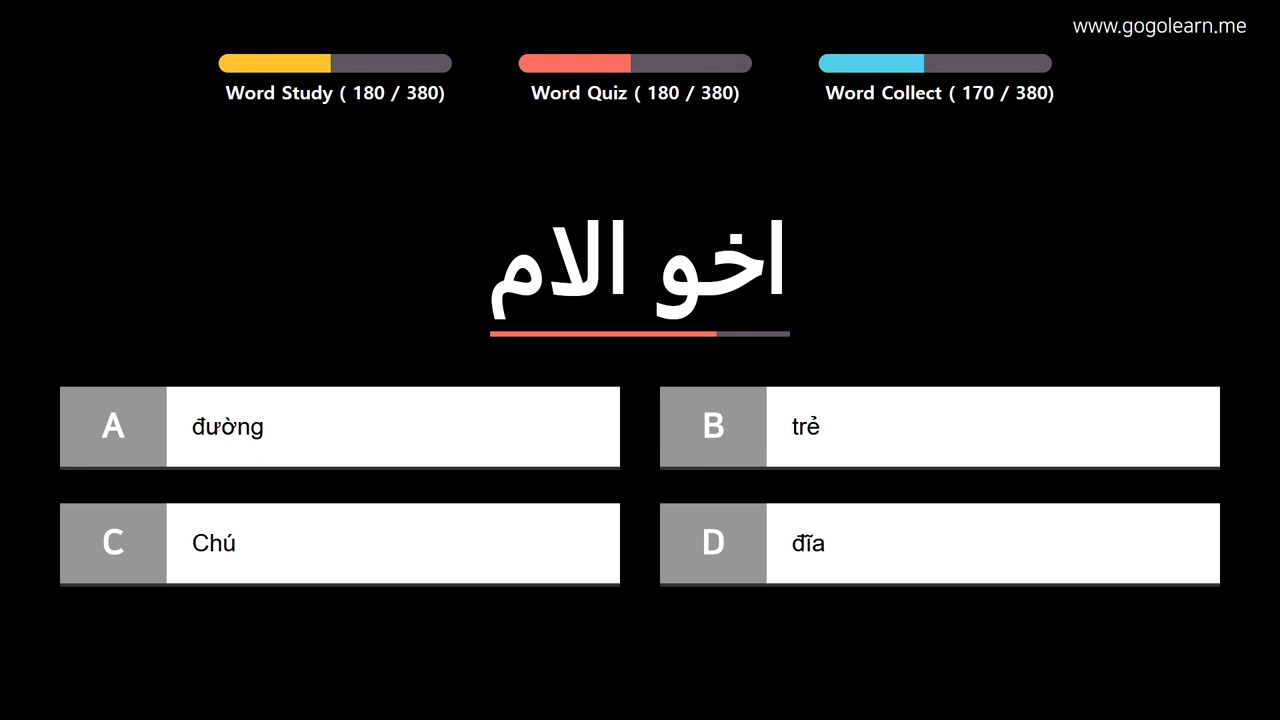 www.gogolearn.me
Word Study ( 180 / 380)
Word Quiz ( 180 / 380)
Word Collect ( 170 / 380)
اخو الام
A đường
B trẻ
C Chú
D đĩa